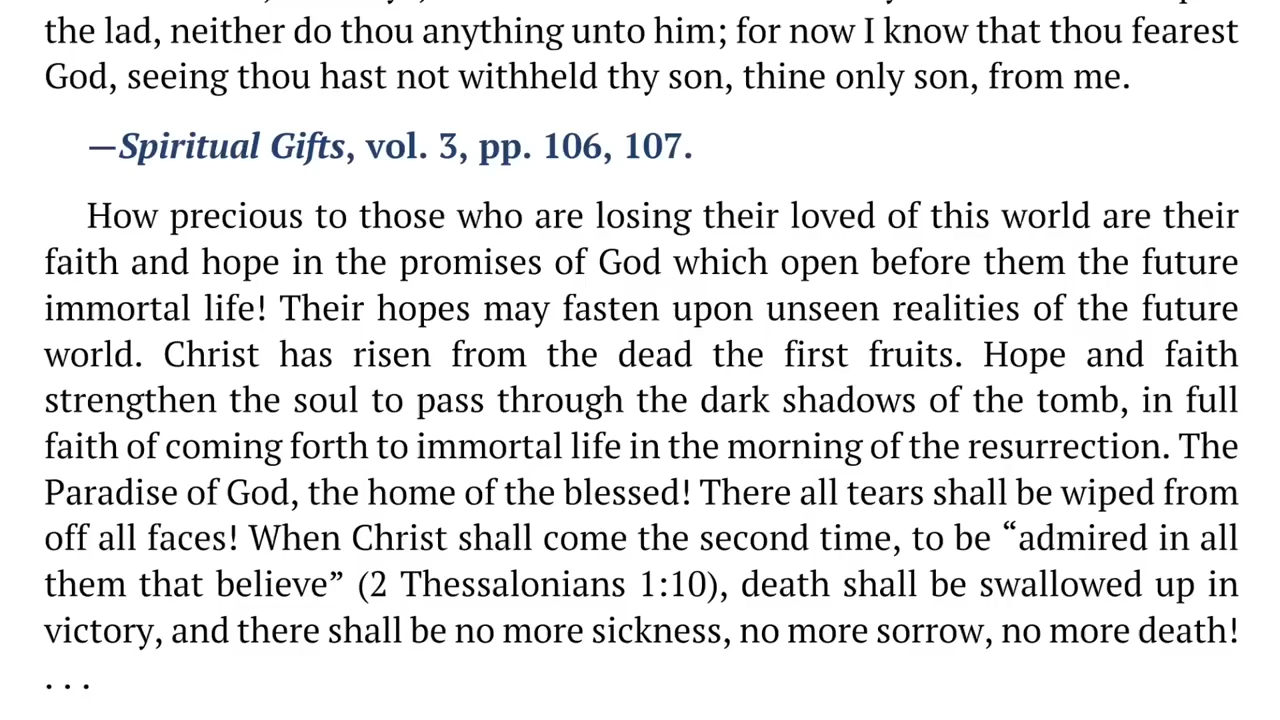 the lad, neither do thou anything unto him; for now I know that thou fearest
God, seeing thou hast not withheld thy son, thine only son, from me.
—Spiritual Gifts, vol. 3, pp. 106, 107.
How precious to those who are losing their loved of this world are their
faith and hope in the promises of God which open before them the future
immortal life! Their hopes may fasten upon unseen realities of the future
world. Christ has risen from the dead the first fruits. Hope and faith
strengthen the soul to pass through the dark shadows of the tomb, in full
faith of coming forth to immortal life in the morning of the resurrection. The
Paradise of God, the home of the blessed! There all tears shall be wiped from
off all faces! When Christ shall come the second time, to be “admired in all
them that believe” (2 Thessalonians 1:10), death shall be swallowed up in
victory, and there shall be no more sickness, no more sorrow, no more death!
. . .